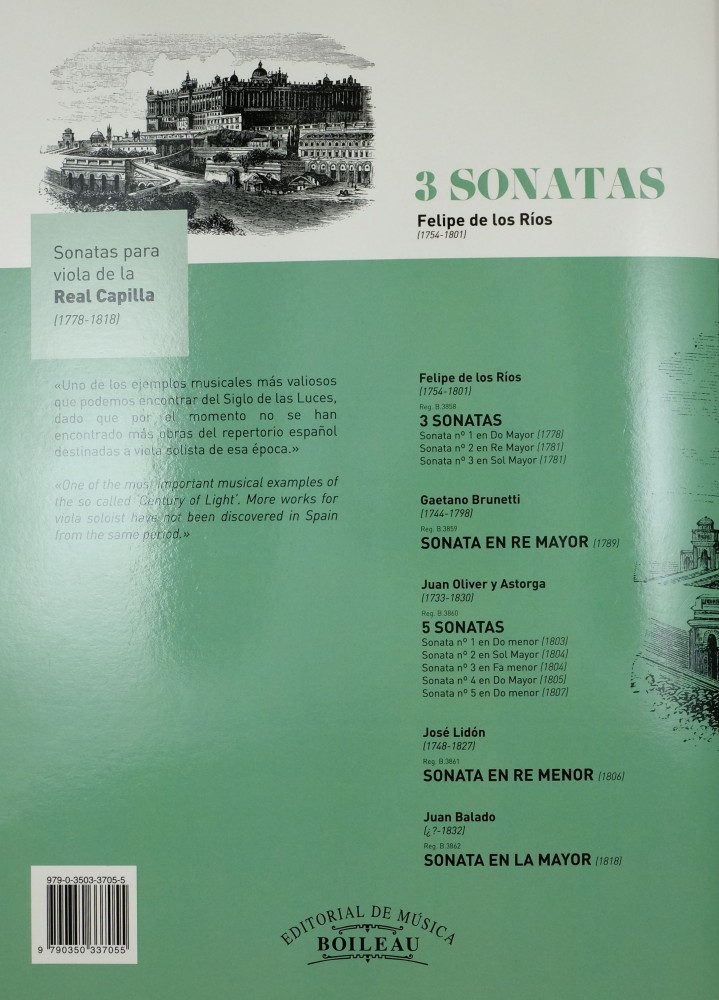 3 SONATAS
Felipe de los Ríos
(1754-1801)
Sonatas para
viola de la
Real Capilla
(1778-1818)
«Uno de los ejemplos musicales más valiosos
que podemos encontrar del Siglo de las Luces,
dado que por el momento no se han
encontrado más obras del repertorio español
destinadas a viola solista de esa época.»
«One of the most important musical examples of
the so called 'Century of Light'. More works for
viola soloist have not been discovered in Spain
from the same period.»
Felipe de los Ríos
(1754-1801)
Reg. B.3858
3 SONATAS
Sonata nº 1 en Do Mayor (1778)
Sonata nº 2 en Re Mayor (1781)
Sonata nº 3 en Sol Mayor (1781)
Gaetano Brunetti
(1744-1798)
Reg. B.3859
SONATA EN RE MAYOR (1789)
Juan Oliver y Astorga
(1733-1830)
Reg. B.3860
5 SONATAS
Sonata nº 1 en Do menor (1803)
Sonata nº 2 en Sol Mayor (1804)
Sonata nº 3 en Fa menor (1804)
Sonata nº 4 en Do Mayor (1805)
Sonata nº 5 en Do menor (1807)
José Lidón
(1748-1827)
Reg. B.3861
SONATA EN RE MENOR (1806)
Juan Balado
(¿?-1832)
Reg. B.3862
SONATA EN LA MAYOR (1818)
979-0-3503-3705-5
9 790350 337055
EDITORIAL DE MÚSICA
BOILEAU